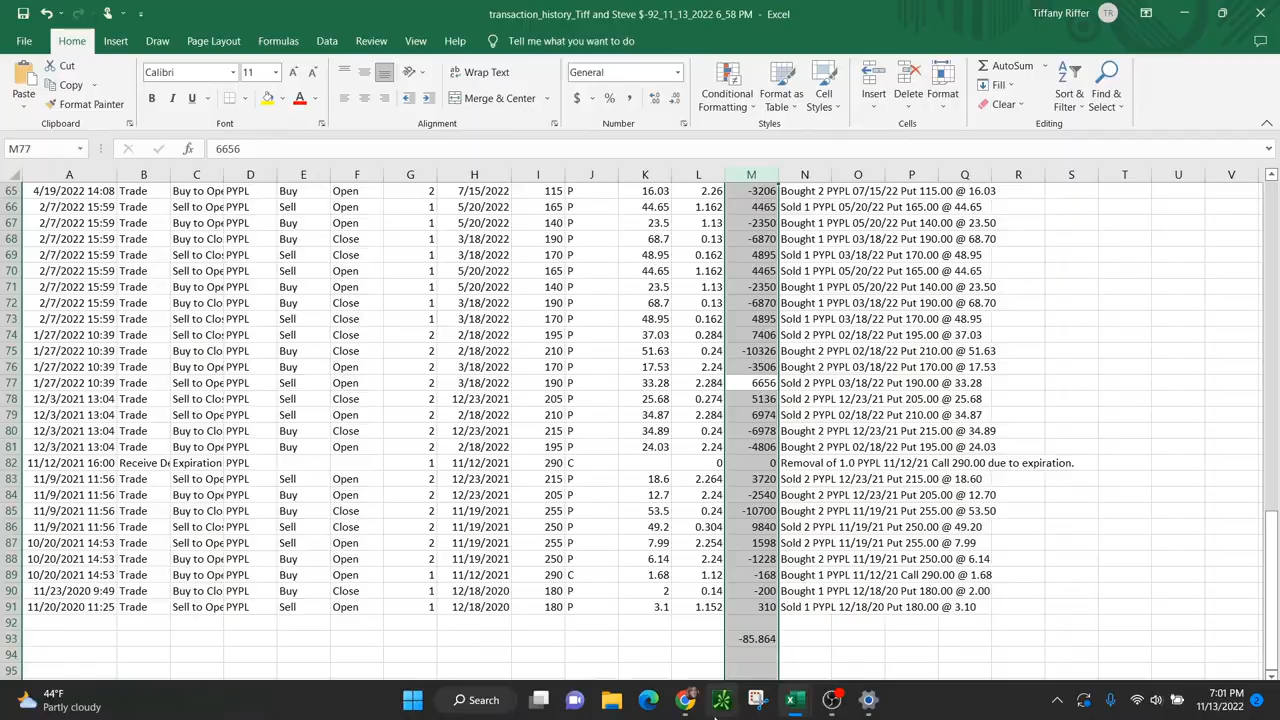 transaction_history_Tiff and Steve $-92_11_13_2022 6_58 PM - Excel
Tiffany Riffer TR
File Home Insert Draw Page Layout Formulas Data Review View Help Tell me what you want to do
Cut Calibri 11 Wrap Text General AutoSum
Copy Fill
Paste Format Painter B I U Merge & Center $ % Conditional Formatting Format as Table Cell Styles Insert Delete Format Clear Sort & Filter Find & Select
Clipboard Font Alignment Number Styles Cells Editing
M77 fx 6656
A B C D E F G H I J K L M N O P Q R S T U V
65 4/19/2022 14:08 Trade Buy to Ope PYPL Buy Open 2 7/15/2022 115 P 16.03 2.26 -3206 Bought 2 PYPL 07/15/22 Put 115.00 @ 16.03
66 2/7/2022 15:59 Trade Sell to Ope PYPL Sell Open 1 5/20/2022 165 P 44.65 1.162 4465 Sold 1 PYPL 05/20/22 Put 165.00 @ 44.65
67 2/7/2022 15:59 Trade Buy to Ope PYPL Buy Open 1 5/20/2022 140 P 23.5 1.13 -2350 Bought 1 PYPL 05/20/22 Put 140.00 @ 23.50
68 2/7/2022 15:59 Trade Buy to Clo PYPL Buy Close 1 3/18/2022 190 P 68.7 0.13 -6870 Bought 1 PYPL 03/18/22 Put 190.00 @ 68.70
69 2/7/2022 15:59 Trade Sell to Clos PYPL Sell Close 1 3/18/2022 170 P 48.95 0.162 4895 Sold 1 PYPL 03/18/22 Put 170.00 @ 48.95
70 2/7/2022 15:59 Trade Sell to Ope PYPL Sell Open 1 5/20/2022 165 P 44.65 1.162 4465 Sold 1 PYPL 05/20/22 Put 165.00 @ 44.65
71 2/7/2022 15:59 Trade Buy to Ope PYPL Buy Open 1 5/20/2022 140 P 23.5 1.13 -2350 Bought 1 PYPL 05/20/22 Put 140.00 @ 23.50
72 2/7/2022 15:59 Trade Buy to Clo PYPL Buy Close 1 3/18/2022 190 P 68.7 0.13 -6870 Bought 1 PYPL 03/18/22 Put 190.00 @ 68.70
73 2/7/2022 15:59 Trade Sell to Clos PYPL Sell Close 1 3/18/2022 170 P 48.95 0.162 4895 Sold 1 PYPL 03/18/22 Put 170.00 @ 48.95
74 1/27/2022 10:39 Trade Sell to Clos PYPL Sell Close 2 2/18/2022 195 P 37.03 0.284 7406 Sold 2 PYPL 02/18/22 Put 195.00 @ 37.03
75 1/27/2022 10:39 Trade Buy to Clo PYPL Buy Close 2 2/18/2022 210 P 51.63 0.24 -10326 Bought 2 PYPL 02/18/22 Put 210.00 @ 51.63
76 1/27/2022 10:39 Trade Buy to Ope PYPL Buy Open 2 3/18/2022 170 P 17.53 2.24 -3506 Bought 2 PYPL 03/18/22 Put 170.00 @ 17.53
77 1/27/2022 10:39 Trade Sell to Ope PYPL Sell Open 2 3/18/2022 190 P 33.28 2.284 6656 Sold 2 PYPL 03/18/22 Put 190.00 @ 33.28
78 12/3/2021 13:04 Trade Sell to Clos PYPL Sell Close 2 12/23/2021 205 P 25.68 0.274 5136 Sold 2 PYPL 12/23/21 Put 205.00 @ 25.68
79 12/3/2021 13:04 Trade Sell to Ope PYPL Sell Open 2 2/18/2022 210 P 34.87 2.284 6974 Sold 2 PYPL 02/18/22 Put 210.00 @ 34.87
80 12/3/2021 13:04 Trade Buy to Clo PYPL Buy Close 2 12/23/2021 215 P 34.89 0.24 -6978 Bought 2 PYPL 12/23/21 Put 215.00 @ 34.89
81 12/3/2021 13:04 Trade Buy to Ope PYPL Buy Open 2 2/18/2022 195 P 24.03 2.24 -4806 Bought 2 PYPL 02/18/22 Put 195.00 @ 24.03
82 11/12/2021 16:00 Receive De Expiration PYPL 1 11/12/2021 290 C 0 0 Removal of 1.0 PYPL 11/12/21 Call 290.00 due to expiration.
83 11/9/2021 11:56 Trade Sell to Ope PYPL Sell Open 2 12/23/2021 215 P 18.6 2.264 3720 Sold 2 PYPL 12/23/21 Put 215.00 @ 18.60
84 11/9/2021 11:56 Trade Buy to Ope PYPL Buy Open 2 12/23/2021 205 P 12.7 2.24 -2540 Bought 2 PYPL 12/23/21 Put 205.00 @ 12.70
85 11/9/2021 11:56 Trade Buy to Clo PYPL Buy Close 2 11/19/2021 255 P 53.5 0.24 -10700 Bought 2 PYPL 11/19/21 Put 255.00 @ 53.50
86 11/9/2021 11:56 Trade Sell to Clos PYPL Sell Close 2 11/19/2021 250 P 49.2 0.304 9840 Sold 2 PYPL 11/19/21 Put 250.00 @ 49.20
87 10/20/2021 14:53 Trade Sell to Ope PYPL Sell Open 2 11/19/2021 255 P 7.99 2.254 1598 Sold 2 PYPL 11/19/21 Put 255.00 @ 7.99
88 10/20/2021 14:53 Trade Buy to Ope PYPL Buy Open 2 11/19/2021 250 P 6.14 2.24 -1228 Bought 2 PYPL 11/19/21 Put 250.00 @ 6.14
89 10/20/2021 14:53 Trade Buy to Ope PYPL Buy Open 1 11/12/2021 290 C 1.68 1.12 -168 Bought 1 PYPL 11/12/21 Call 290.00 @ 1.68
90 11/23/2020 9:49 Trade Buy to Clo PYPL Buy Close 1 12/18/2020 180 P 2 0.14 -200 Bought 1 PYPL 12/18/20 Put 180.00 @ 2.00
91 11/20/2020 11:25 Trade Sell to Ope PYPL Sell Open 1 12/18/2020 180 P 3.1 1.152 310 Sold 1 PYPL 12/18/20 Put 180.00 @ 3.10
92
93 -85.864
94
95
44°F Search 7:01 PM
Partly cloudy 11/13/2022